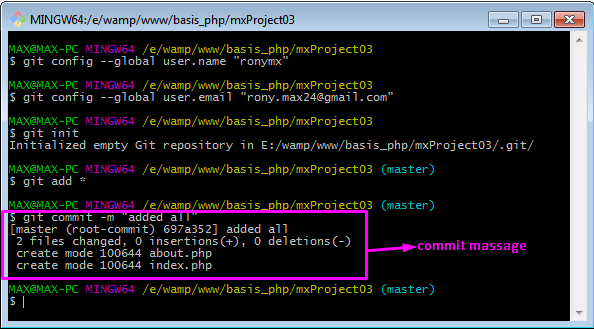 MINGW64:/e/wamp/www/basis_php/mxProject03
MAX@MAX-PC MINGW64 /e/wamp/www/basis_php/mxProject03
$ git config --global user.name "ronymx"
MAX@MAX-PC MINGW64 /e/wamp/www/basis_php/mxProject03
$ git config --global user.email "rony.max24@gmail.com"
MAX@MAX-PC MINGW64 /e/wamp/www/basis_php/mxProject03
$ git init
Initialized empty Git repository in E:/wamp/www/basis_php/mxProject03/.git/
MAX@MAX-PC MINGW64 /e/wamp/www/basis_php/mxProject03 (master)
$ git add *
MAX@MAX-PC MINGW64 /e/wamp/www/basis_php/mxProject03 (master)
$ git commit -m "added all"
[master (root-commit) 697a352] added all
2 files changed, 0 insertions(+), 0 deletions(-)
create mode 100644 about.php
create mode 100644 index.php
commit massage
MAX@MAX-PC MINGW64 /e/wamp/www/basis_php/mxProject03 (master)
$